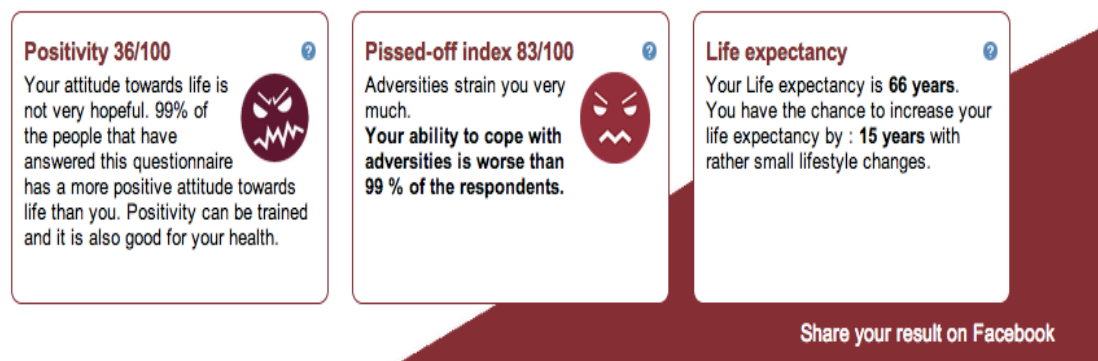 Positivity 36/100
Your attitude towards life is
not very hopeful. 99% of
the people that have
answered this questionnaire
has a more positive attitude towards
life than you. Positivity can be trained
and it is also good for your health.
Pissed-off index 83/100
Adversities strain you very
much.
Your ability to cope with
adversities is worse than
99 % of the respondents.
Life expectancy
Your Life expectancy is 66 years.
You have the chance to increase your
life expectancy by : 15 years with
rather small lifestyle changes.
Share your result on Facebook